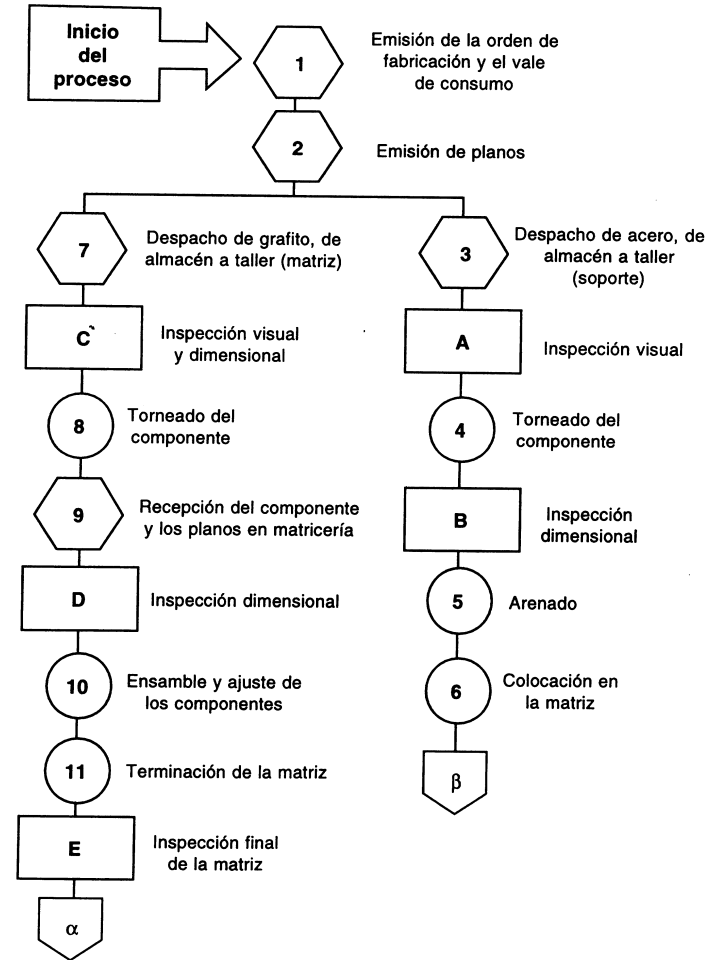 Inicio
del
proceso
1
Emisión de la orden de
fabricación y el vale
de consumo
2
Emisión de planos
7
Despacho de grafito, de
almacén a taller (matriz)
3
Despacho de acero, de
almacén a taller
(soporte)
C
Inspección visual
y dimensional
A
Inspección visual
8
Torneado del
componente
4
Torneado del
componente
9
Recepción del componente
y los planos en matricería
B
Inspección
dimensional
D
Inspección dimensional
5
Arenado
10
Ensamble y ajuste de
los componentes
6
Colocación en
la matriz
11
Terminación de la matriz
β
E
Inspección final
de la matriz
α